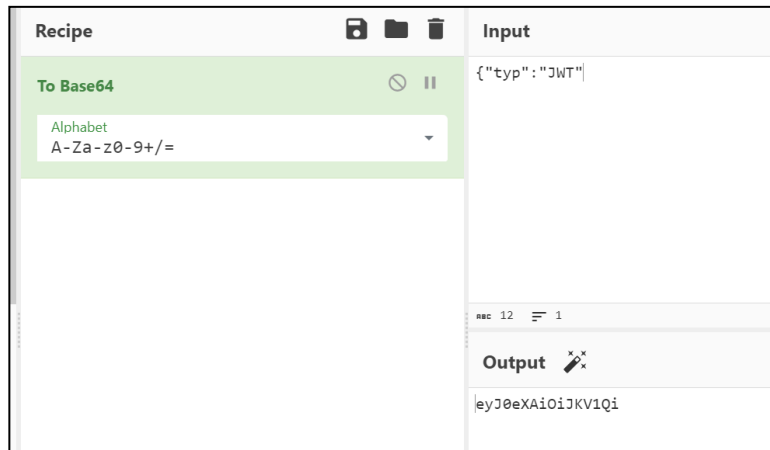 Recipe
To Base64
Alphabet
A-Za-z0-9+/=
Input
{"typ":"JWT"
ABC 12 1
Output
eyJ0eXAiOiJKV1Qi